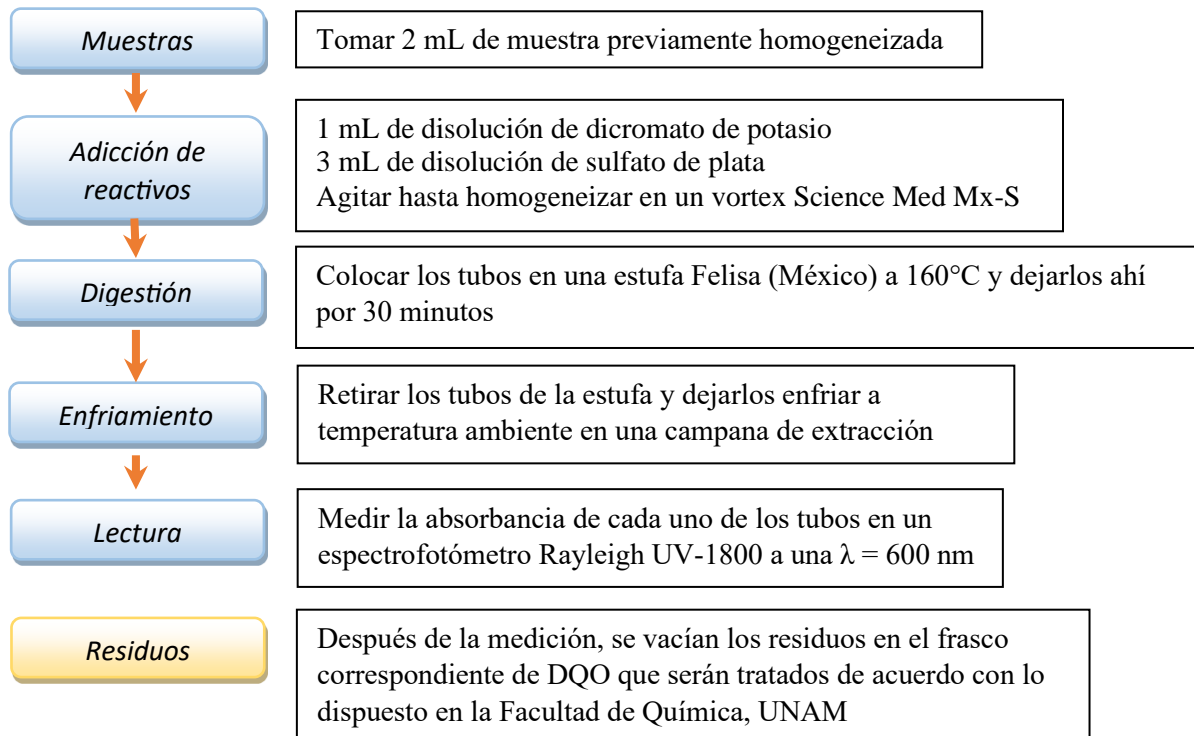 Muestras
Tomar 2 mL de muestra previamente homogeneizada
Adicción de
reactivos
1 mL de disolución de dicromato de potasio
3 mL de disolución de sulfato de plata
Agitar hasta homogeneizar en un vortex Science Med Mx-S
Digestión
Colocar los tubos en una estufa Felisa (México) a 160°C y dejarlos ahí
por 30 minutos
Enfriamiento
Retirar los tubos de la estufa y dejarlos enfriar a
temperatura ambiente en una campana de extracción
Lectura
Medir la absorbancia de cada uno de los tubos en un
espectrofotómetro Rayleigh UV-1800 a una λ = 600 nm
Residuos
Después de la medición, se vacían los residuos en el frasco
correspondiente de DQO que serán tratados de acuerdo con lo
dispuesto en la Facultad de Química, UNAM